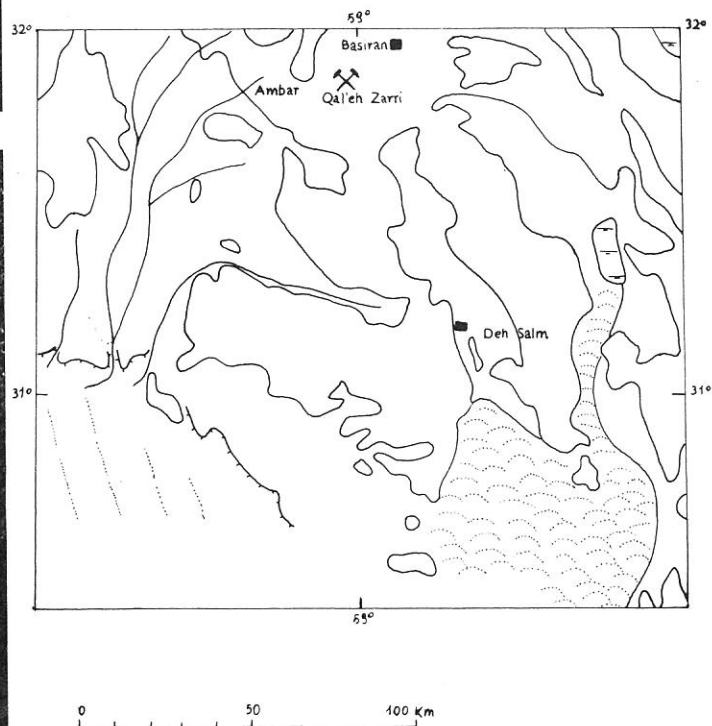 59°
32° 32°
Basiran
Ambar
Qal'eh Zarri
Deh Salm
31° 31°
59°
0 50 100 Km